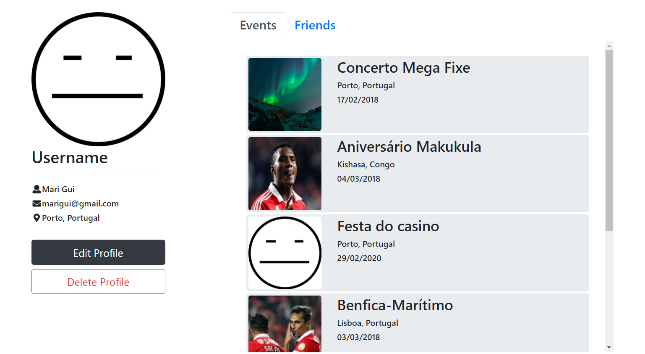 Username
Mari Gui
marigui@gmail.com
Porto, Portugal
Edit Profile
Delete Profile
Events
Friends
Concerto Mega Fixe
Porto, Portugal
17/02/2018
Aniversário Makukula
Kishasa, Congo
04/03/2018
Festa do casino
Porto, Portugal
29/02/2020
Benfica-Marítimo
Lisboa, Portugal
03/03/2018